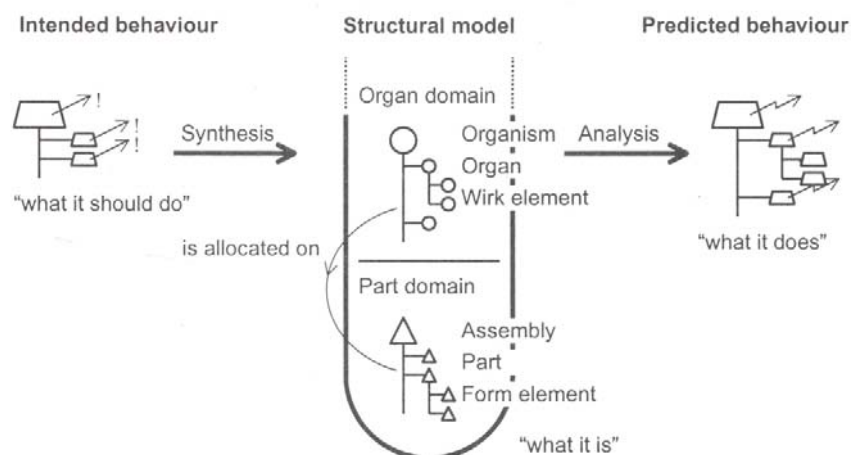 Intended behaviour
Structural model
Predicted behaviour
!
!
!
Synthesis
"what it should do"
Organ domain
Organism
Organ
Wirk element
Analysis
"what it does"
is allocated on
Part domain
Assembly
Part
Form element
"what it is"